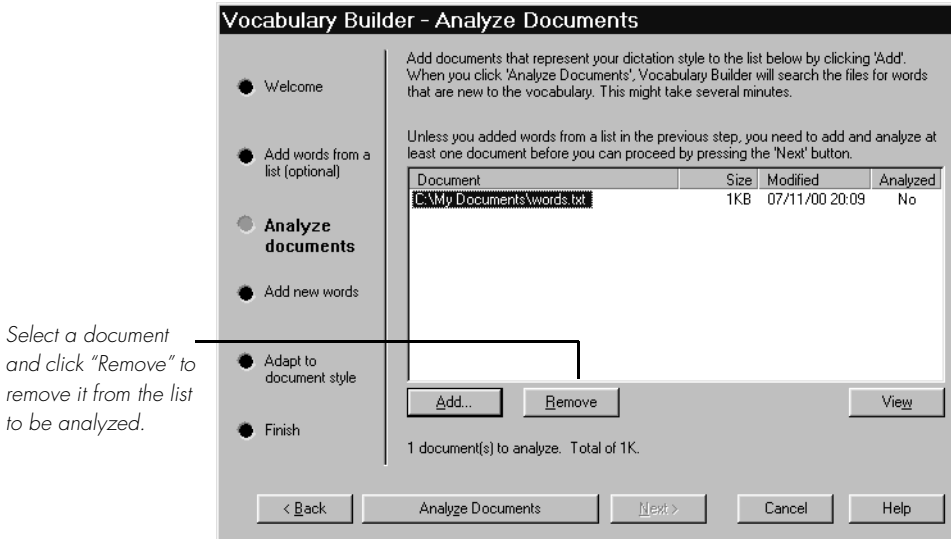 Vocabulary Builder - Analyze Documents
Add documents that represent your dictation style to the list below by clicking 'Add'.
When you click 'Analyze Documents', Vocabulary Builder will search the files for words
that are new to the vocabulary. This might take several minutes.
Welcome
Unless you added words from a list in the previous step, you need to add and analyze at
least one document before you can proceed by pressing the 'Next' button.
Add words from a
list (optional)
Document Size Modified Analyzed
C:\My Documents\words.txt 1KB 07/11/00 20:09 No
Analyze
documents
Add new words
Select a document
and click “Remove” to
remove it from the list
to be analyzed.
Adapt to
document style
Add... Remove View
Finish
1 document(s) to analyze. Total of 1K.
< Back Analyze Documents Next > Cancel Help